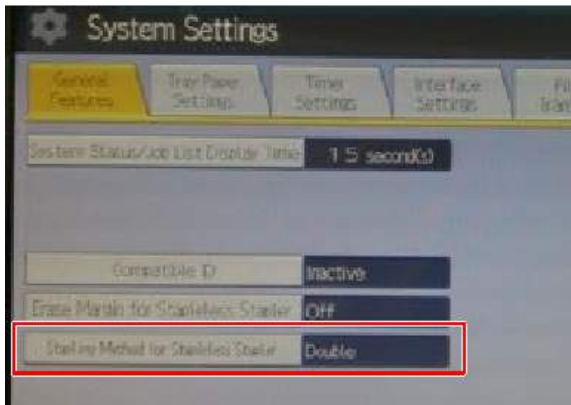 System Settings
General Features
Tray Paper Settings
Timer Settings
Interface Settings
System Status/Job List Display Time 15 second(s)
Compatible ID Inactive
Erase Margin for Stapleless Stapler Off
Stapling Method for Stapleless Stapler Double